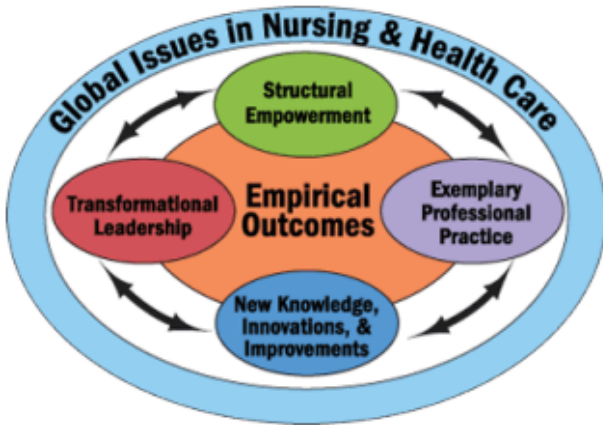 Global Issues in Nursing & Health Care
Structural
Empowerment
Transformational
Leadership
Empirical
Outcomes
Exemplary
Professional
Practice
New Knowledge,
Innovations, &
Improvements